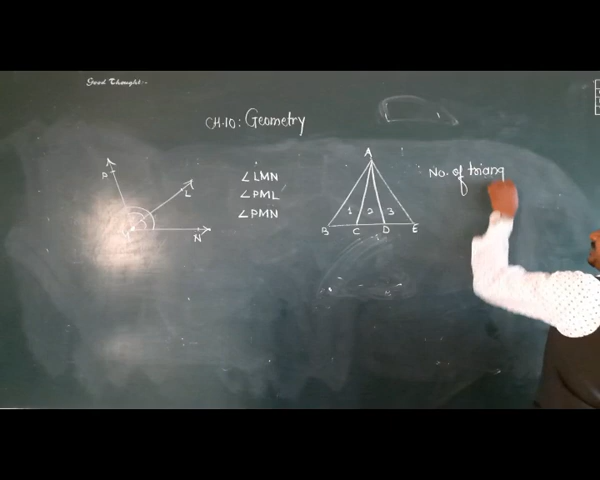 Good Thought:-
CH-10: Geometry
P
L
N
∠LMN
∠PML
∠PMN
A
1 2 3
B C D E
No. of triang